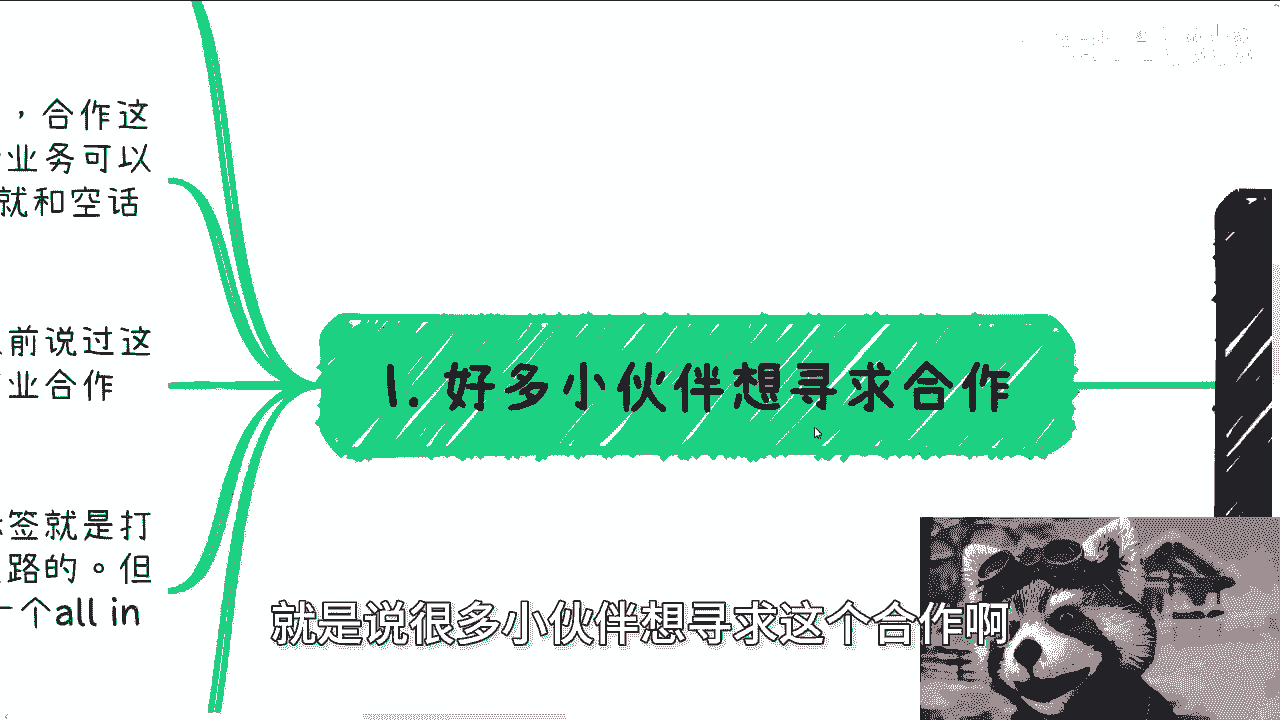 ，合作这
业务可以
就和空话
前说过这
业合作
签就是打
路的。但
个all in
1. 好多小伙伴想寻求合作
就是说很多小伙伴想寻求这个合作啊